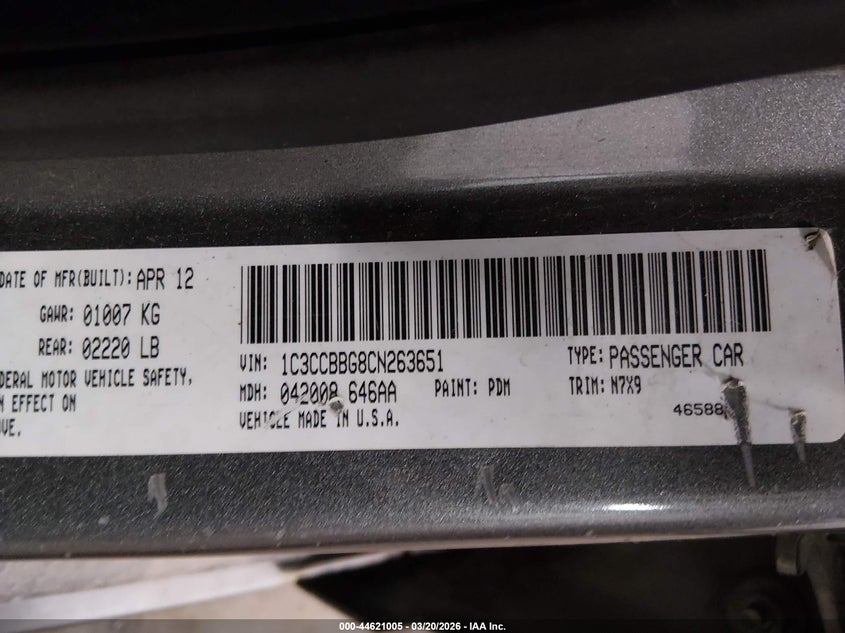 DATE OF MFR(BUILT): APR 12
GAWR: 01007 KG
REAR: 02220 LB
DERAL MOTOR VEHICLE SAFETY,
N EFFECT ON
OVE.
VIN: 1C3CCBBG8CN263651
TYPE: PASSENGER CAR
MDH: 042008 646AA
PAINT: PDM
TRIM: N7X9
VEHICLE MADE IN U.S.A.
46588
000-44621005 - 03/20/2026 - IAA Inc.